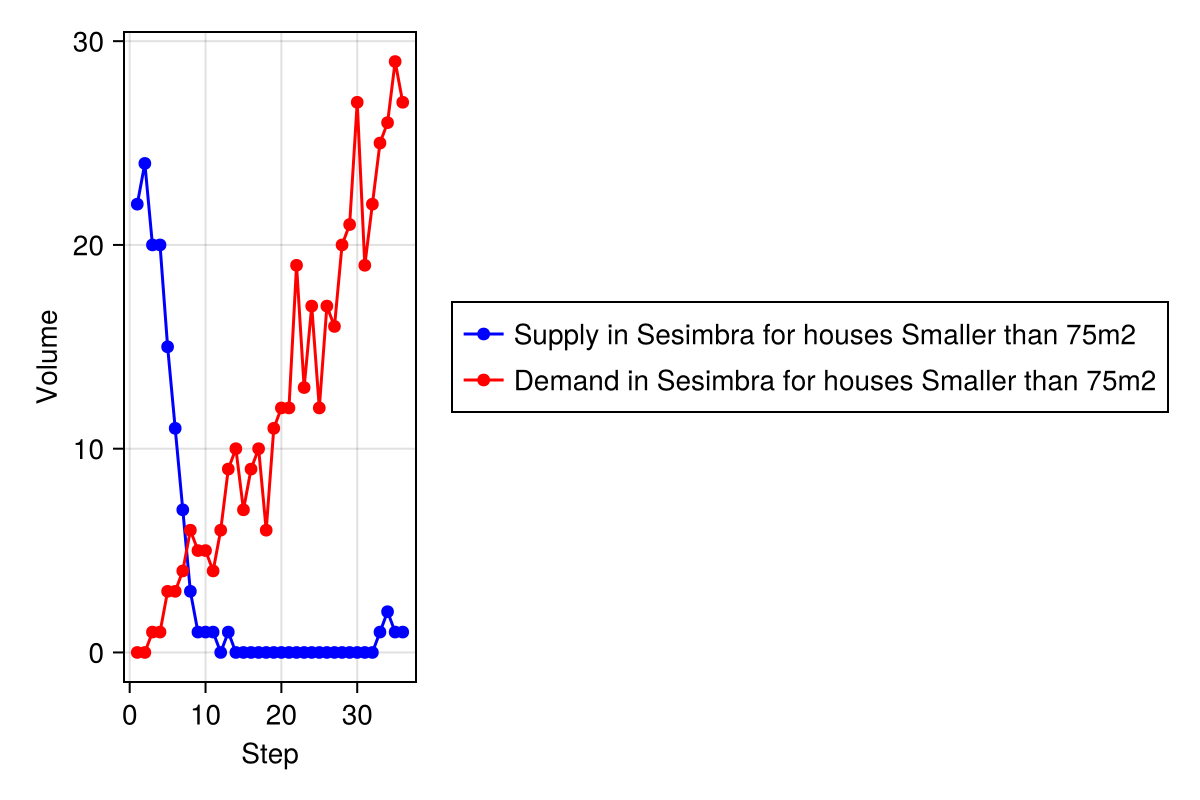 30
20
10
0
Volume
0 10 20 30
Step
Supply in Sesimbra for houses Smaller than 75m2
Demand in Sesimbra for houses Smaller than 75m2